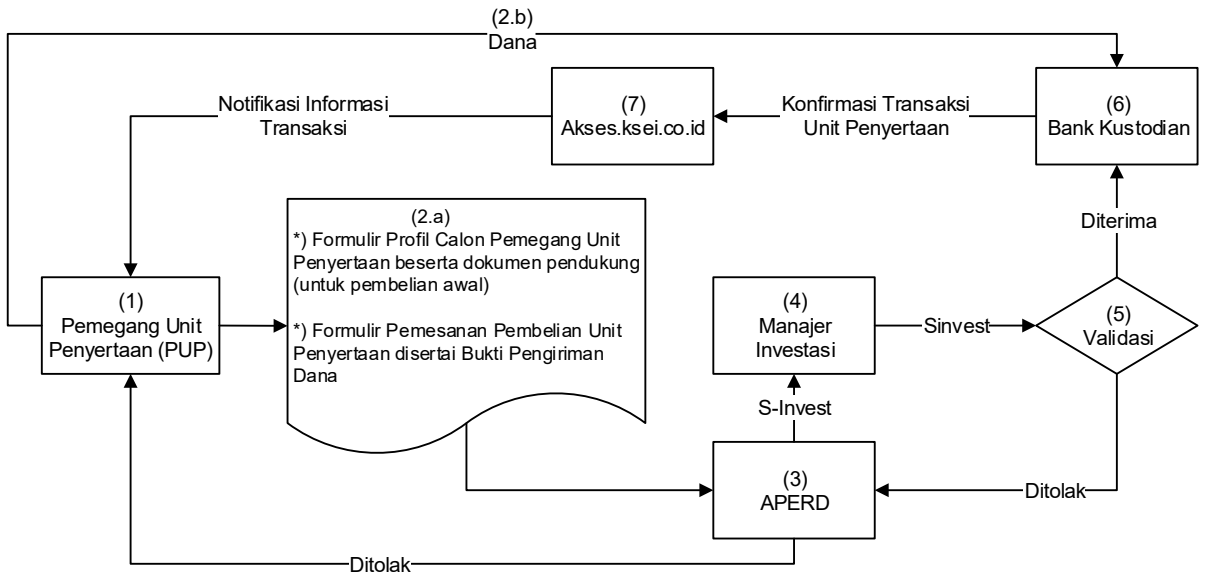 (2.b)
Dana
Notifikasi Informasi
Transaksi
(7)
Akses.ksei.co.id
Konfirmasi Transaksi
Unit Penyertaan
(6)
Bank Kustodian
(2.a)
*) Formulir Profil Calon Pemegang Unit
Penyertaan beserta dokumen pendukung
(untuk pembelian awal)
*) Formulir Pemesanan Pembelian Unit
Penyertaan disertai Bukti Pengiriman
Dana
Diterima
(1)
Pemegang Unit
Penyertaan (PUP)
(4)
Manajer
Investasi
Sinvest
(5)
Validasi
S-Invest
(3)
APERD
Ditolak
Ditolak